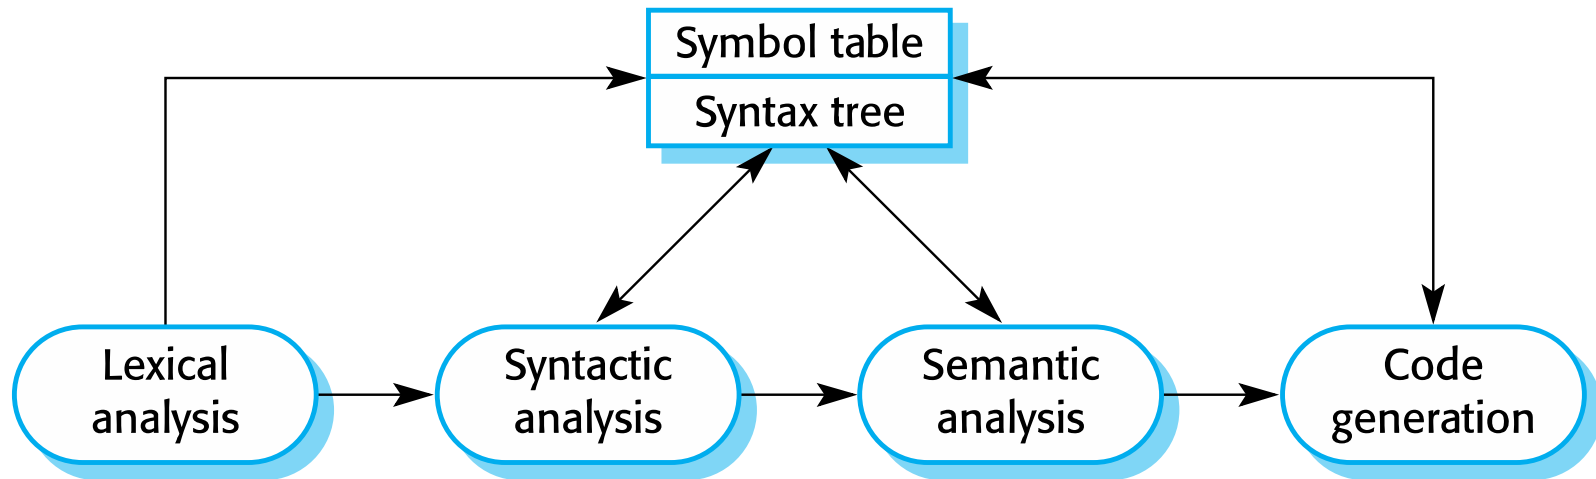 Symbol table
Syntax tree
Lexical
analysis
Syntactic
analysis
Semantic
analysis
Code
generation